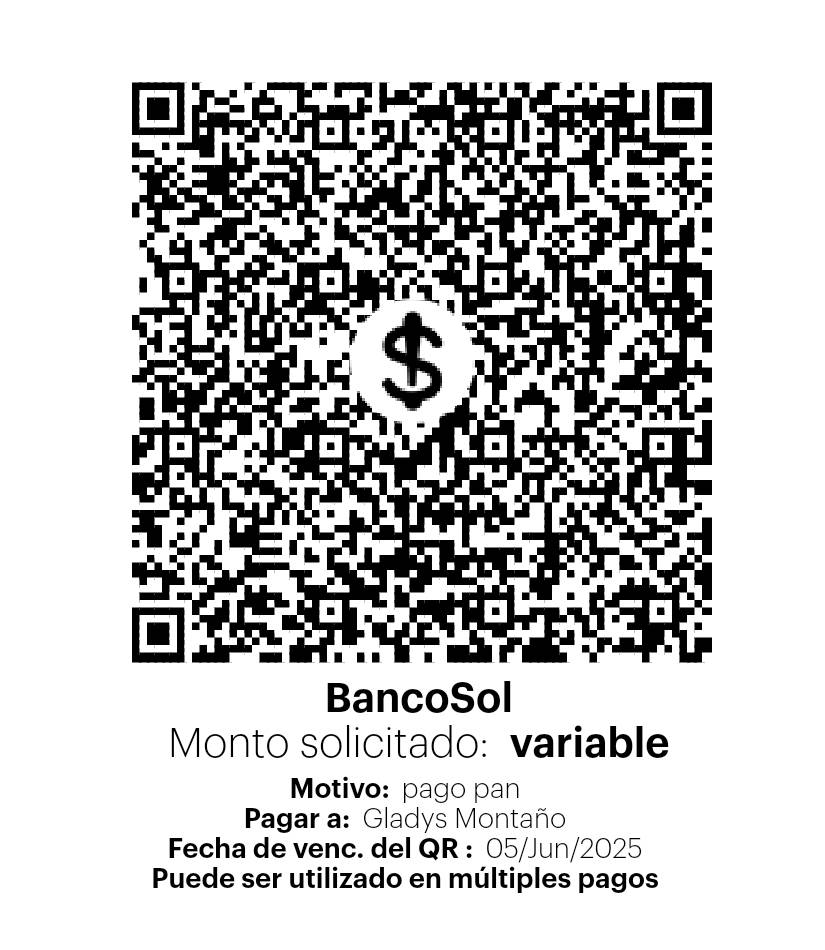 $
BancoSol
Monto solicitado: variable
Motivo: pago pan
Pagar a: Gladys Montaño
Fecha de venc. del QR : 05/Jun/2025
Puede ser utilizado en múltiples pagos